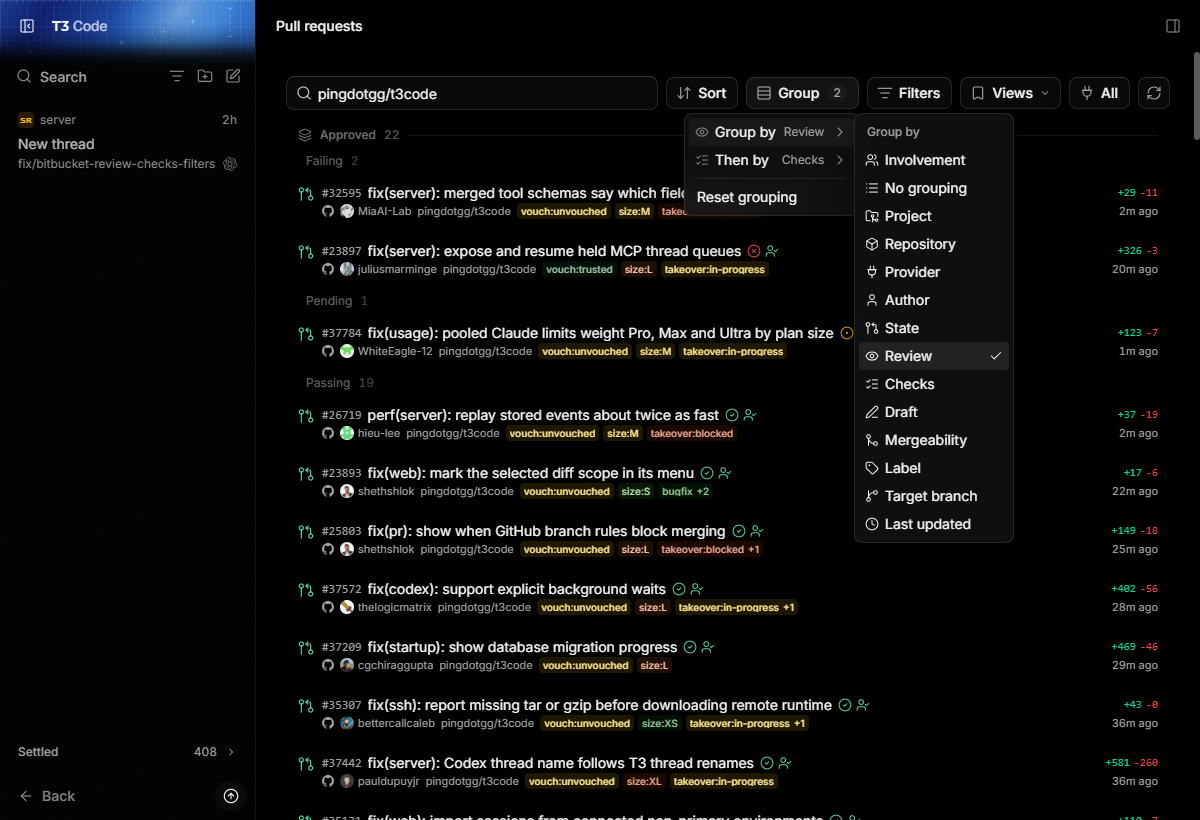 T3 Code
Pull requests
Search
pingdotgg/t3code
Sort
Group 2
Filters
Views
All
SR server 2h
New thread
fix/bitbucket-review-checks-filters
Settled 408
Back
Approved 22
Failing 2
#32595 fix(server): merged tool schemas say which
+29 -11
MiaAI-Lab pingdotgg/t3code vouch:unvouched size:M
2m ago
#23897 fix(server): expose and resume held MCP thread queues
+326 -3
juliusmarminge pingdotgg/t3code vouch:trusted size:L takeover:in-progress
20m ago
Pending 1
#37784 fix(usage): pooled Claude limits weight Pro, Max and Ultra by plan size
+123 -7
WhiteEagle-12 pingdotgg/t3code vouch:unvouched size:M takeover:in-progress
1m ago
Passing 19
#26719 perf(server): replay stored events about twice as fast
+37 -19
hieu-lee pingdotgg/t3code vouch:unvouched size:M takeover:blocked
2m ago
#23893 fix(web): mark the selected diff scope in its menu
+17 -6
shethshlok pingdotgg/t3code vouch:unvouched size:S bugfix +2
22m ago
#25803 fix(pr): show when GitHub branch rules block merging
+149 -18
shethshlok pingdotgg/t3code vouch:unvouched size:L takeover:blocked +1
25m ago
#37572 fix(codex): support explicit background waits
+402 -56
thelogicmatrix pingdotgg/t3code vouch:unvouched size:L takeover:in-progress +1
28m ago
#37209 fix(startup): show database migration progress
+469 -46
cgchiraggupta pingdotgg/t3code vouch:unvouched size:L
29m ago
#35307 fix(ssh): report missing tar or gzip before downloading remote runtime
+43 -0
bettercallcaleb pingdotgg/t3code vouch:unvouched size:XS takeover:in-progress +1
36m ago
#37442 fix(server): Codex thread name follows T3 thread renames
+581 -260
pauldupuyjr pingdotgg/t3code vouch:unvouched size:XL takeover:in-progress
36m ago
Group by Review
Then by Checks
Reset grouping
Group by
Involvement
No grouping
Project
Repository
Provider
Author
State
Review
Checks
Draft
Mergeability
Label
Target branch
Last updated